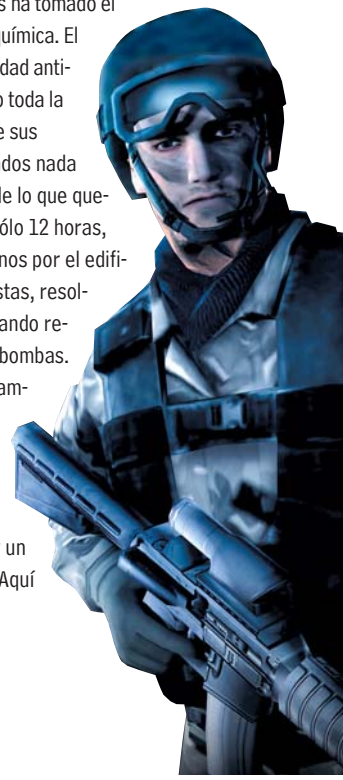 s ha tomado el
química. El
dad anti-
o toda la
e sus
dos nada
le lo que que-
ólo 12 horas,
nos por el edifi-
stas, resol-
ando re-
bombas.
am-
un
Aquí